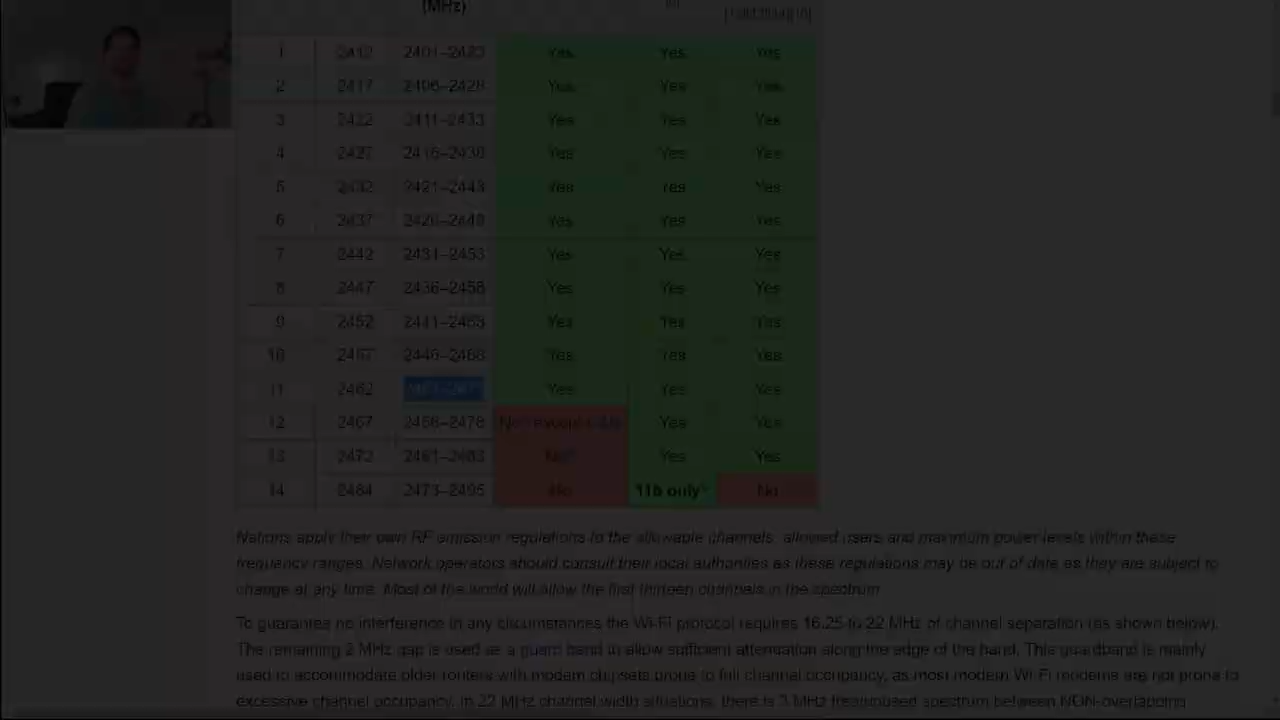 (MHz)
1 2412 2401–2423 Yes Yes Yes
2 2417 2406–2428 Yes Yes Yes
3 2422 2411–2433 Yes Yes Yes
4 2427 2416–2438 Yes Yes Yes
5 2432 2421–2443 Yes Yes Yes
6 2437 2426–2448 Yes Yes Yes
7 2442 2431–2453 Yes Yes Yes
8 2447 2436–2458 Yes Yes Yes
9 2452 2441–2463 Yes Yes Yes
10 2457 2446–2468 Yes Yes Yes
11 2462 2451–2473 Yes Yes Yes
12 2467 2456–2478 No except CAN Yes Yes
13 2472 2461–2483 No Yes Yes
14 2484 2473–2495 No 11b only No
Nations apply their own RF emission regulations to the allowable channels, allowed users and maximum power levels within these
frequency ranges. Network operators should consult their local authorities as these regulations may be out of date as they are subject to
change at any time. Most of the world will allow the first thirteen channels in the spectrum.
To guarantee no interference in any circumstances the Wi-Fi protocol requires 16.25 to 22 MHz of channel separation (as shown below).
The remaining 2 MHz gap is used as a guard band to allow sufficient attenuation along the edge of the band. This guardband is mainly
used to accommodate older routers with modem chipsets prone to full channel occupancy, as most modern Wi-Fi modems are not prone to
excessive channel occupancy. In 22 MHz channel width situations, there is 3 MHz unused spectrum between NON-overlapping